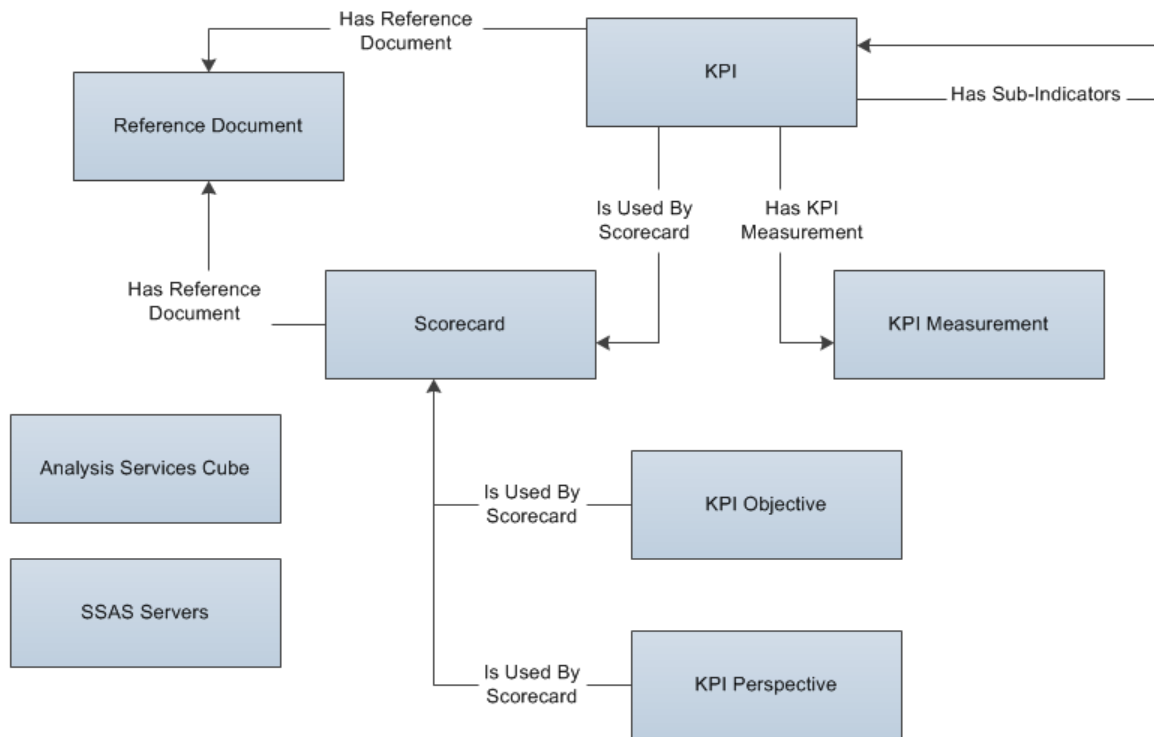 Has Reference
Document
KPI
Has Sub-Indicators
Reference Document
Is Used By
Scorecard
Has KPI
Measurement
Has Reference
Document
Scorecard
KPI Measurement
Analysis Services Cube
Is Used By
Scorecard
KPI Objective
SSAS Servers
Is Used By
Scorecard
KPI Perspective